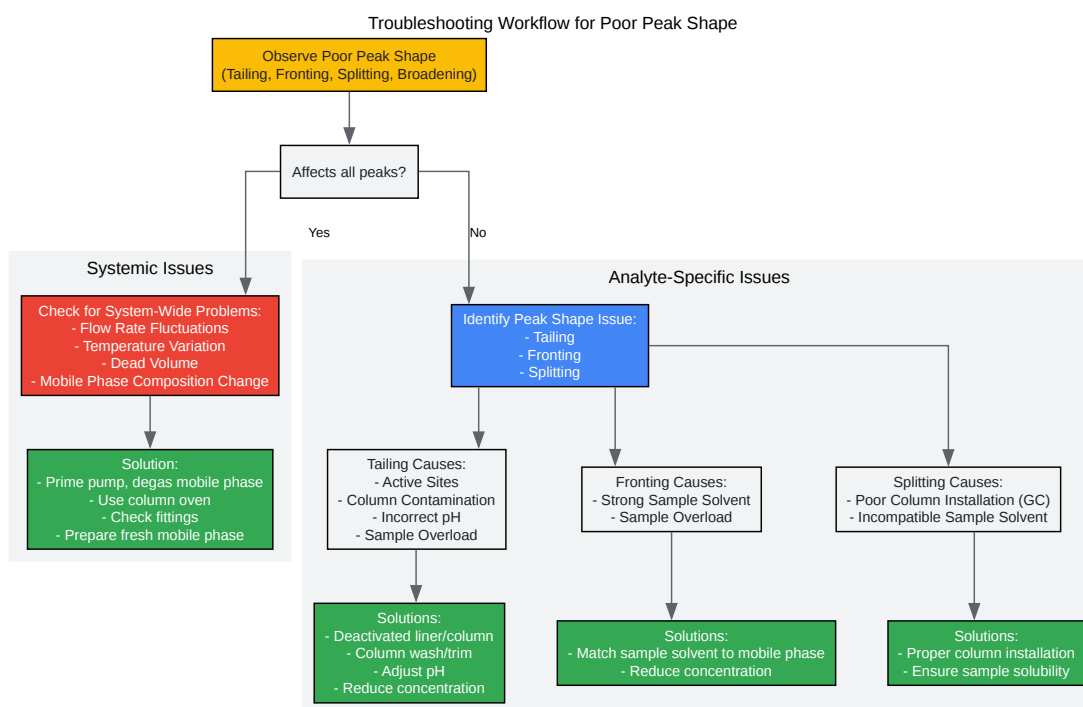 Troubleshooting Workflow for Poor Peak Shape
Observe Poor Peak Shape
(Tailing, Fronting, Splitting, Broadening)
Affects all peaks?
Yes
No
Systemic Issues
Check for System-Wide Problems:
- Flow Rate Fluctuations
- Temperature Variation
- Dead Volume
- Mobile Phase Composition Change
Solution:
- Prime pump, degas mobile phase
- Use column oven
- Check fittings
- Prepare fresh mobile phase
Analyte-Specific Issues
Identify Peak Shape Issue:
- Tailing
- Fronting
- Splitting
Tailing Causes:
- Active Sites
- Column Contamination
- Incorrect pH
- Sample Overload
Fronting Causes:
- Strong Sample Solvent
- Sample Overload
Splitting Causes:
- Poor Column Installation (GC)
- Incompatible Sample Solvent
Solutions:
- Deactivated liner/column
- Column wash/trim
- Adjust pH
- Reduce concentration
Solutions:
- Match sample solvent to mobile phase
- Reduce concentration
Solutions:
- Proper column installation
- Ensure sample solubility